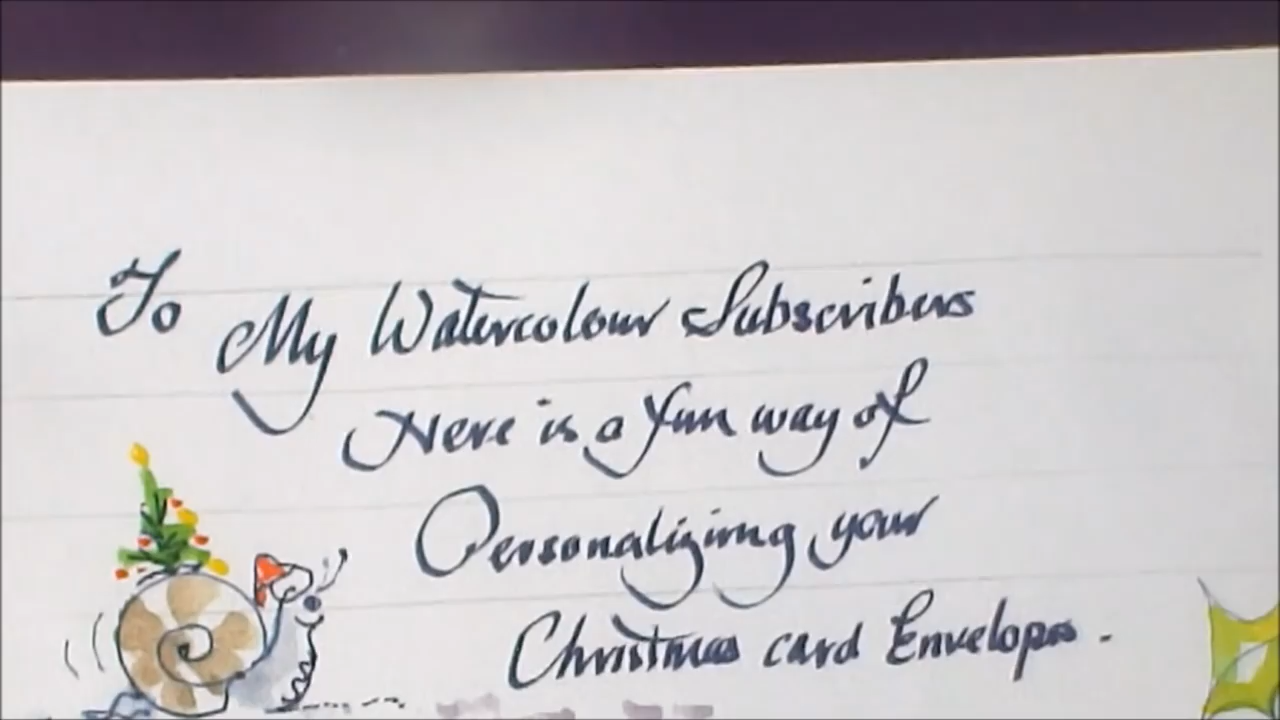 To
My Watercolour Subscribers
Here is a fun way of
Personalizing your
Christmas card Envelopes.